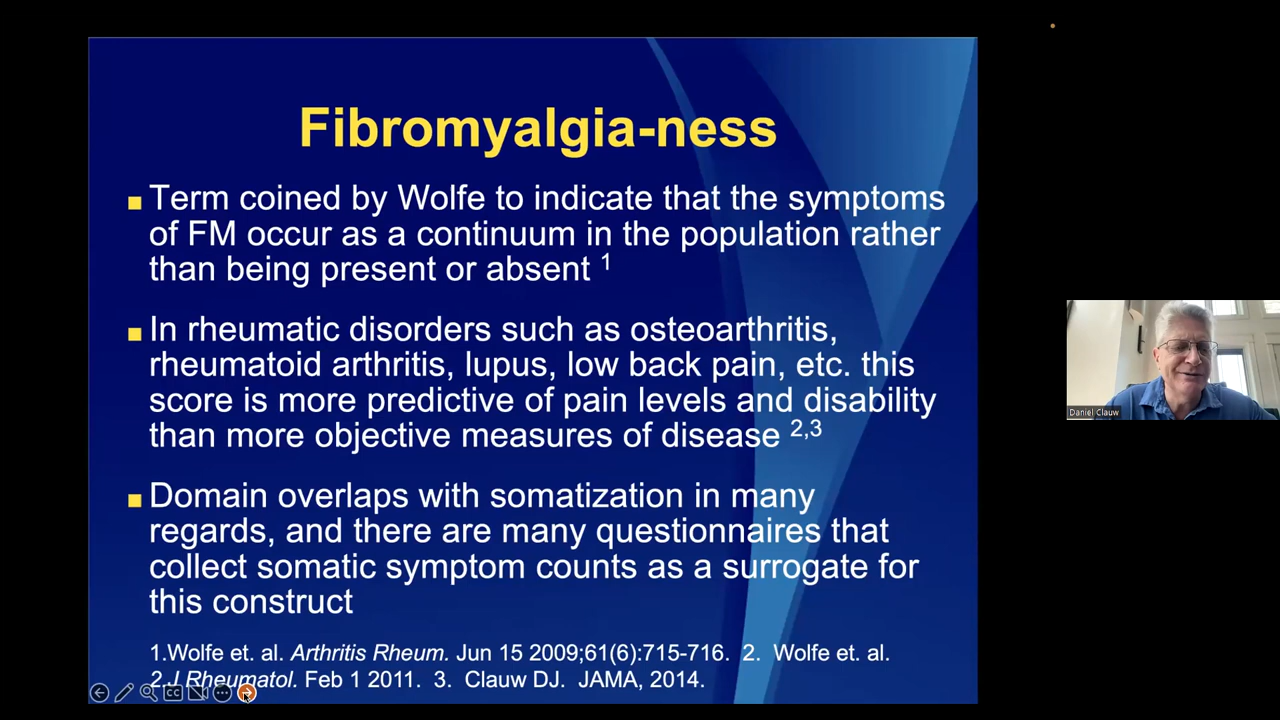 Fibromyalgia-ness
Term coined by Wolfe to indicate that the symptoms
of FM occur as a continuum in the population rather
than being present or absent 1
In rheumatic disorders such as osteoarthritis,
rheumatoid arthritis, lupus, low back pain, etc. this
score is more predictive of pain levels and disability
than more objective measures of disease 2,3
Domain overlaps with somatization in many
regards, and there are many questionnaires that
collect somatic symptom counts as a surrogate for
this construct
1.Wolfe et. al. Arthritis Rheum. Jun 15 2009;61(6):715-716. 2. Wolfe et. al.
2.J Rheumatol. Feb 1 2011. 3. Clauw DJ. JAMA, 2014.
CC
Daniel Clauw